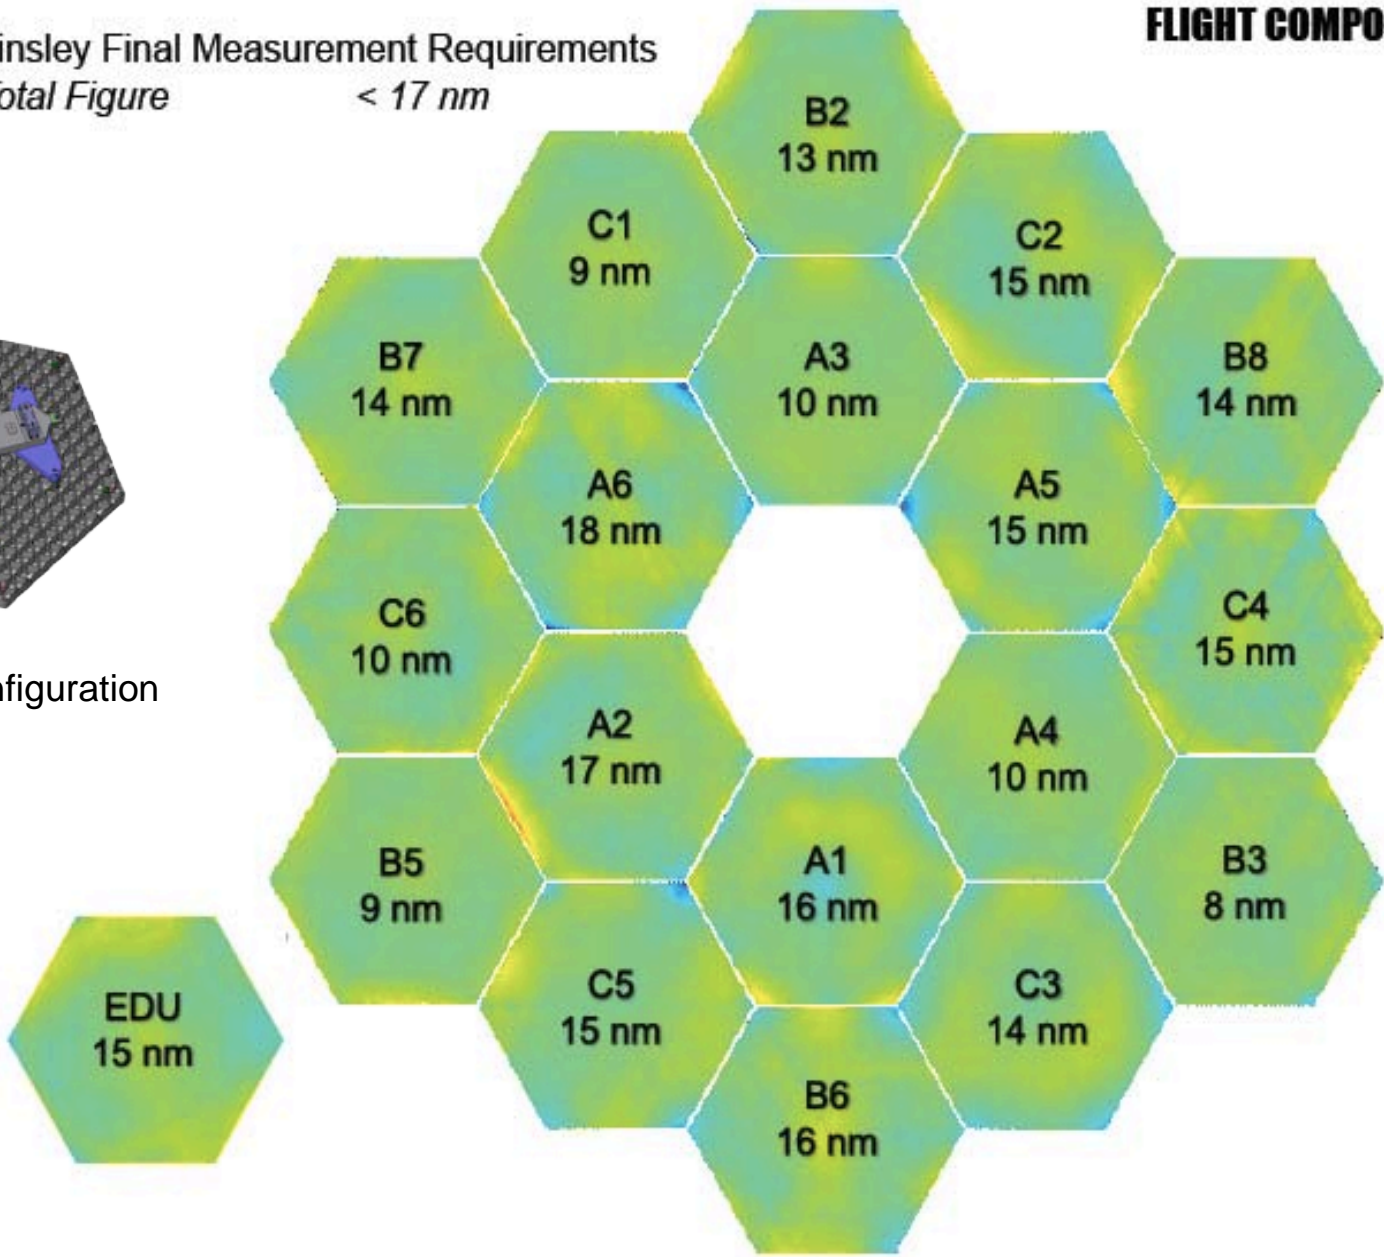 insley Final Measurement Requirements
otal Figure < 17 nm
FLIGHT COMPO
B2
13 nm
C1
9 nm
C2
15 nm
B7
14 nm
A3
10 nm
B8
14 nm
A6
18 nm
A5
15 nm
C6
10 nm
C4
15 nm
nfiguration
A2
17 nm
A4
10 nm
B5
9 nm
A1
16 nm
B3
8 nm
EDU
15 nm
C5
15 nm
C3
14 nm
B6
16 nm